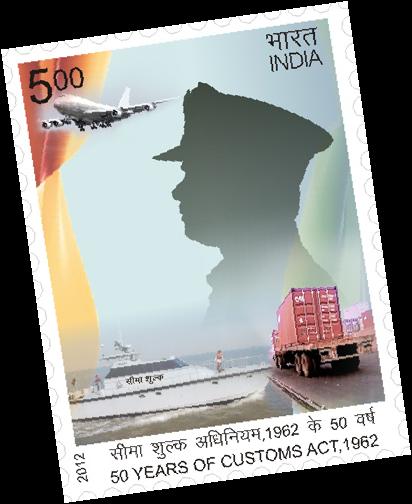 5.00
भारत
INDIA
सीमा शुल्क
2012
सीमा शुल्क अधिनियम,1962 के 50 वर्ष
50 YEARS OF CUSTOMS ACT,1962